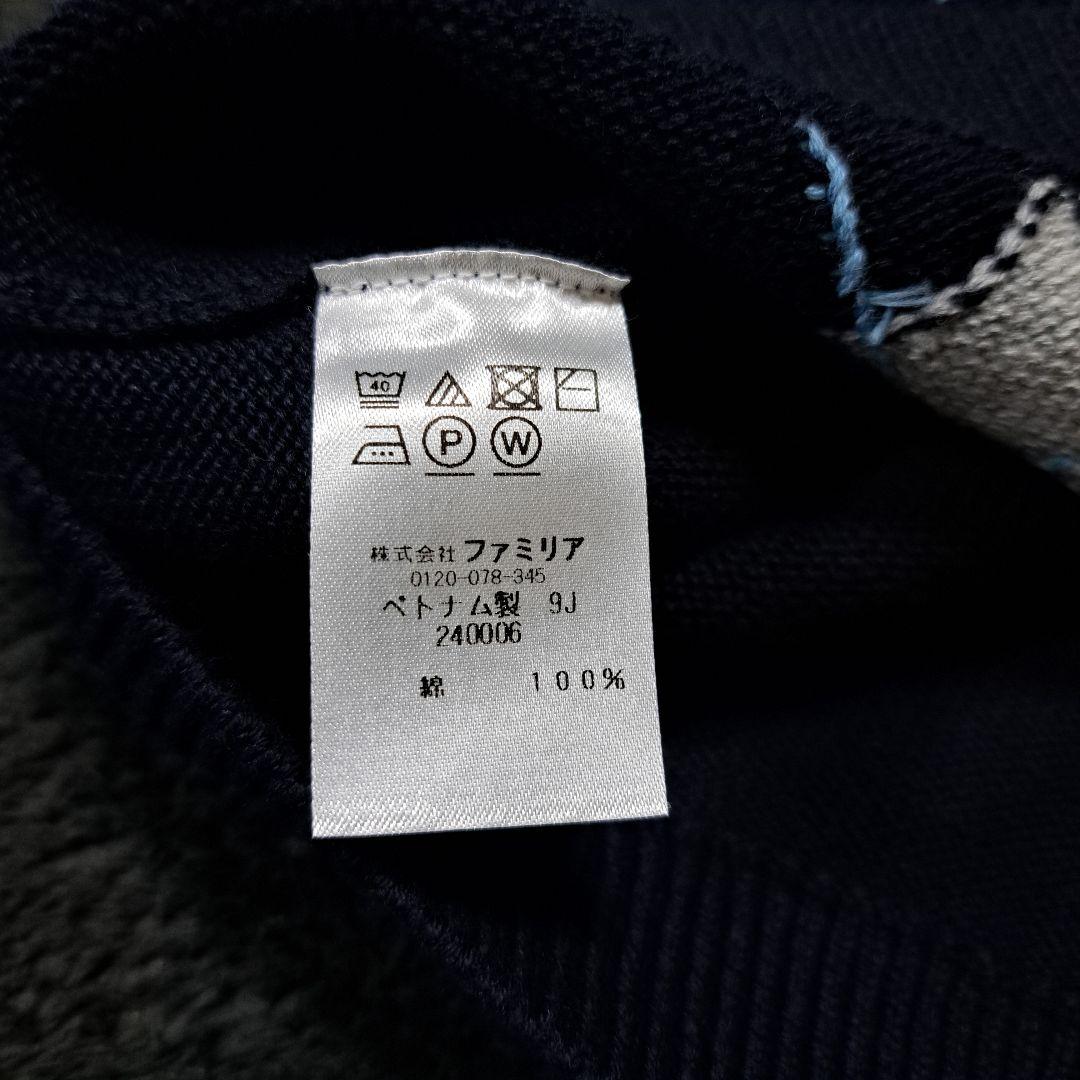 40
P W
株式会社 ファミリア
0120-078-345
ベトナム製 9J
240006
綿 100%